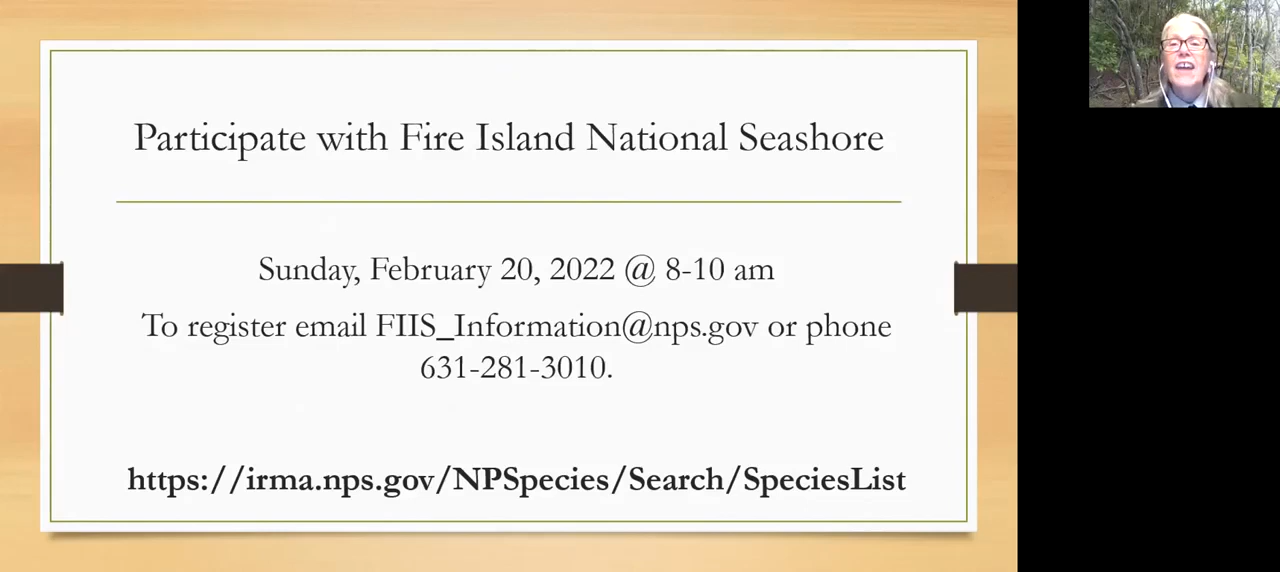 Participate with Fire Island National Seashore
Sunday, February 20, 2022 @ 8-10 am
To register email FIIS_Information@nps.gov or phone
631-281-3010.
https://irma.nps.gov/NPSpecies/Search/SpeciesList